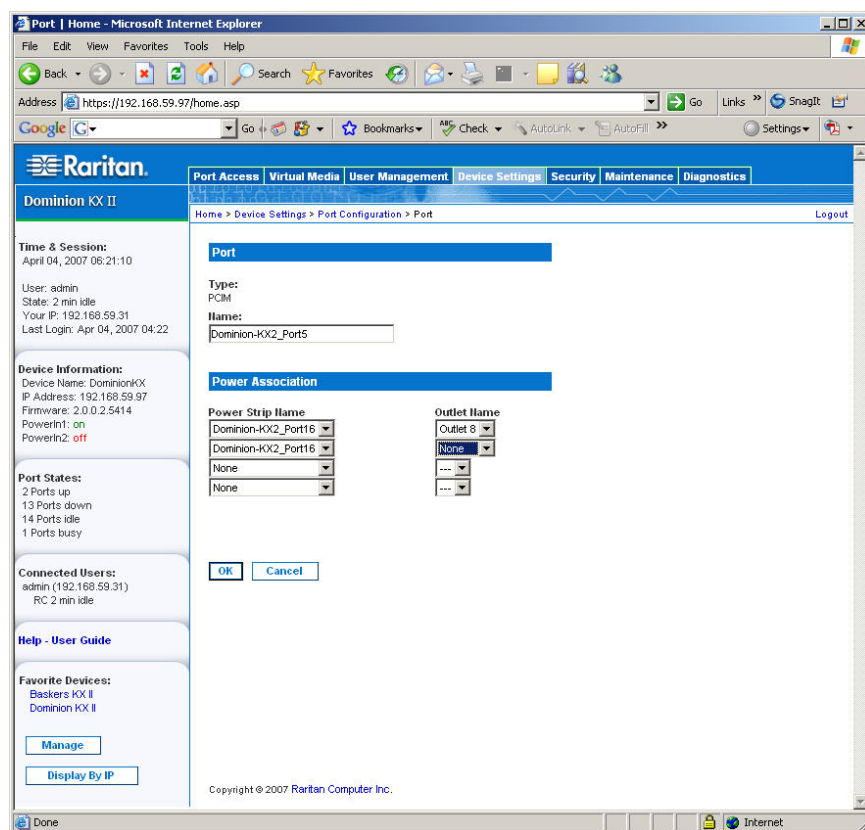 Port | Home - Microsoft Internet Explorer
File Edit View Favorites Tools Help
Back Search Favorites
Address https://192.168.59.97/home.asp Go Links » SnagIt
Google G Go Bookmarks ABC Check AutoLink AutoFill » Settings
Raritan.
Port Access Virtual Media User Management Device Settings Security Maintenance Diagnostics
Dominion KX II
Home > Device Settings > Port Configuration > Port Logout
Time & Session:
April 04, 2007 06:21:10
User: admin
State: 2 min idle
Your IP: 192.168.59.31
Last Login: Apr 04, 2007 04:22
Device Information:
Device Name: DominionKX
IP Address: 192.168.59.97
Firmware: 2.0.0.2.5414
PowerIn1: on
PowerIn2: off
Port States:
2 Ports up
13 Ports down
14 Ports idle
1 Ports busy
Connected Users:
admin (192.168.59.31)
RC 2 min idle
Help - User Guide
Favorite Devices:
Baskers KX II
Dominion KX II
Manage
Display By IP
Port
Type:
PCIM
Name:
Dominion-KX2_Port5
Power Association
Power Strip Name Outlet Name
Dominion-KX2_Port16 Outlet 8
Dominion-KX2_Port16 None
None ---
None ---
OK Cancel
Copyright © 2007 Raritan Computer Inc.
Done Internet